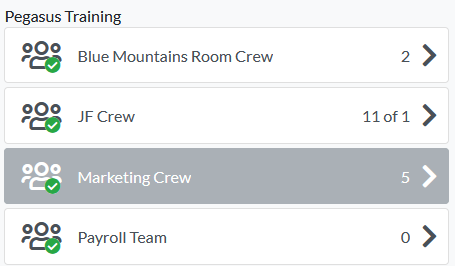 Pegasus Training
Blue Mountains Room Crew 2
JF Crew 11 of 1
Marketing Crew 5
Payroll Team 0